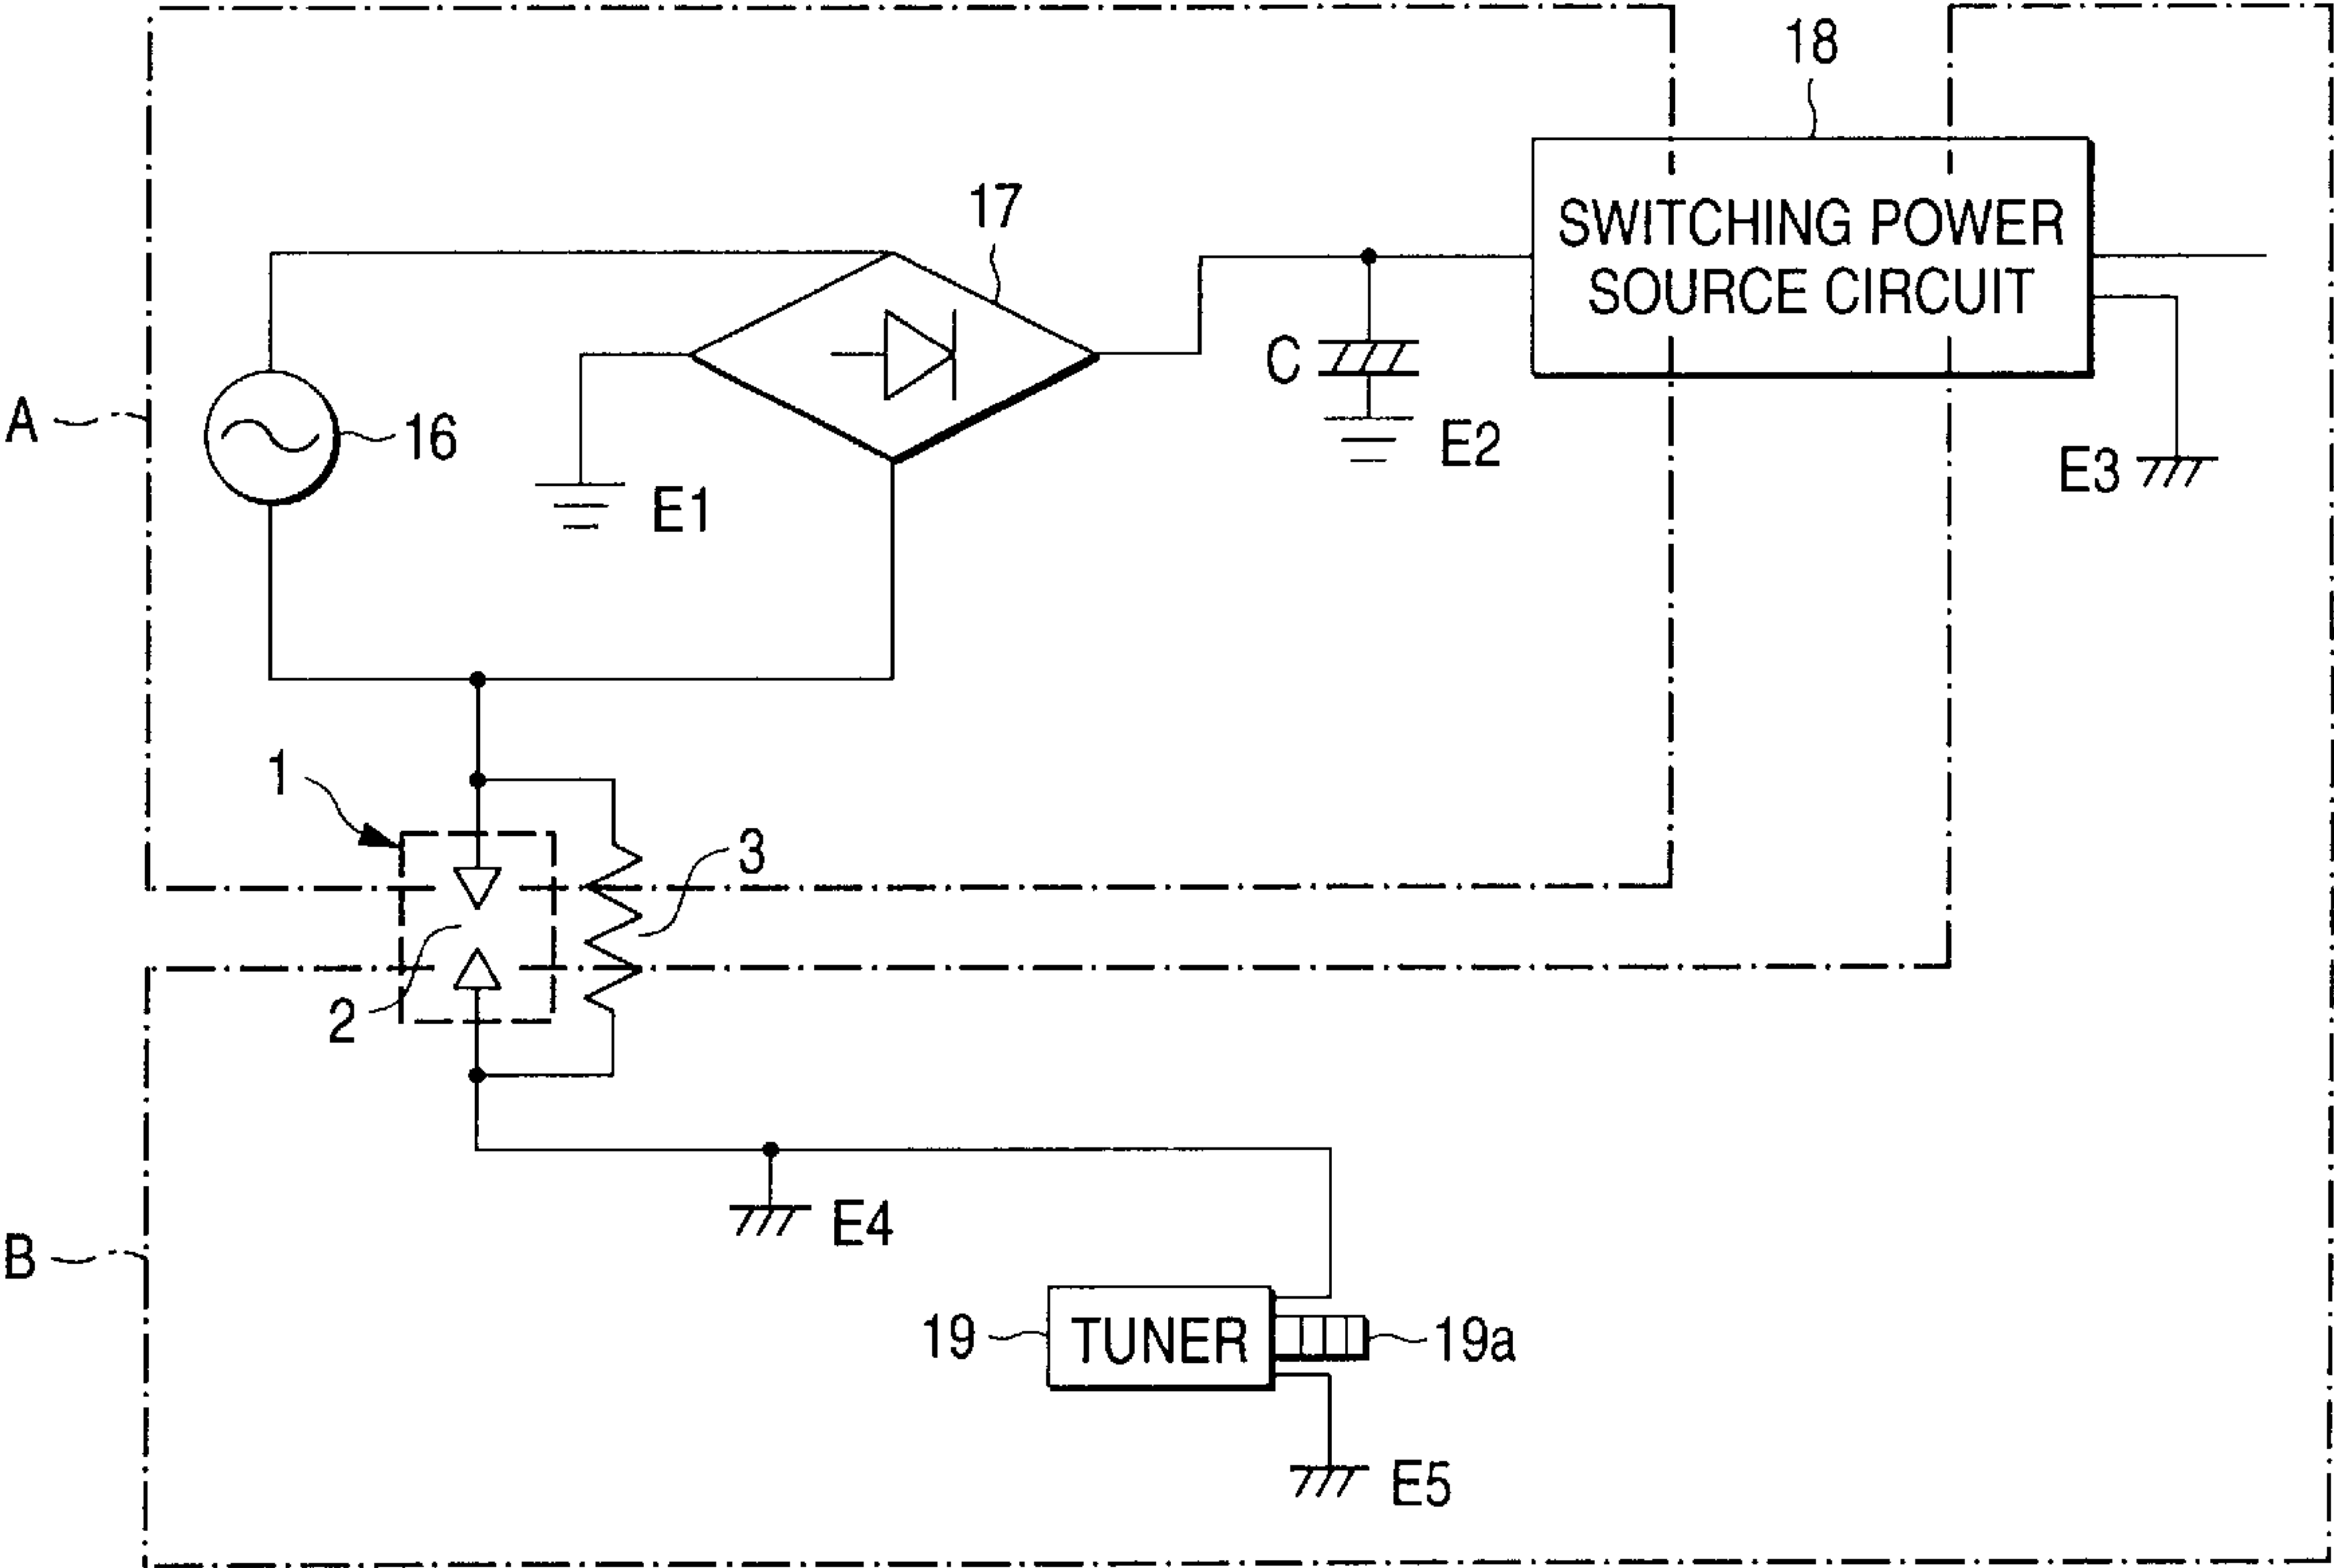 18
17
SWITCHING POWER
SOURCE CIRCUIT
C
A
16
E2
E3
E1
1
3
2
E4
B
19
TUNER
19a
E5